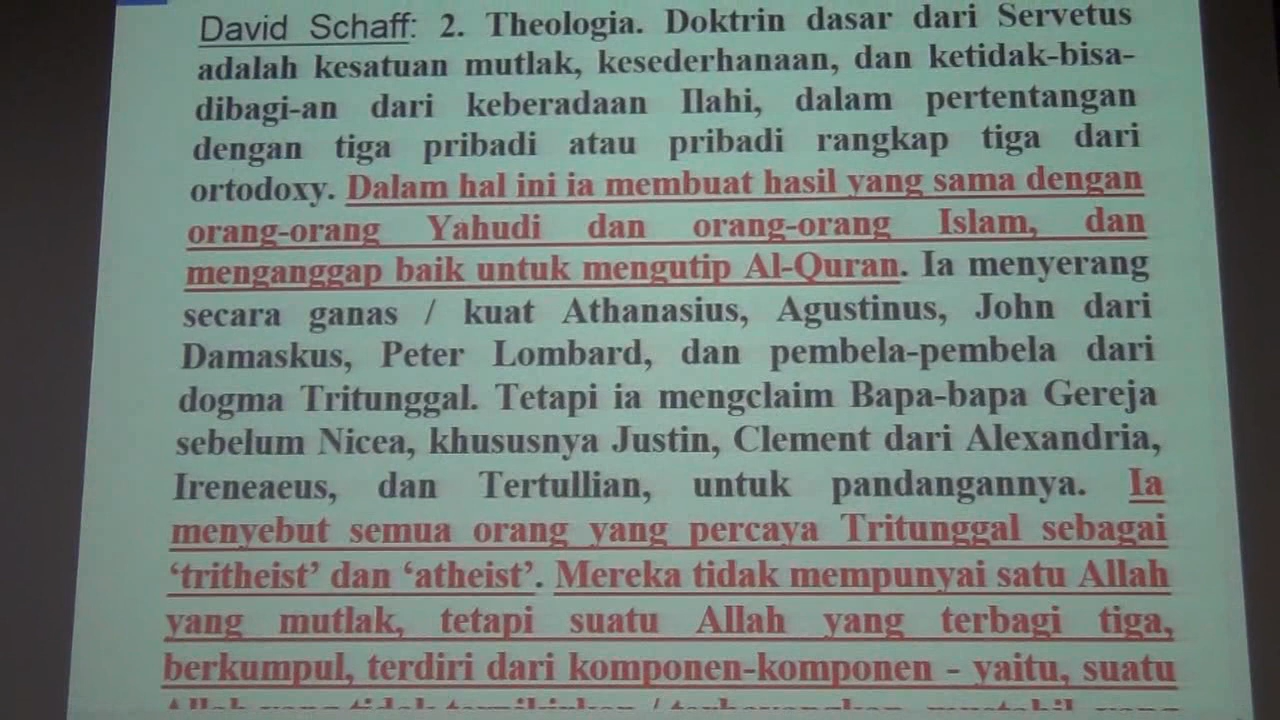 David Schaff: 2. Theologia. Doktrin dasar dari Servetus
adalah kesatuan mutlak, kesederhanaan, dan ketidak-bisa-
dibagi-an dari keberadaan Ilahi, dalam pertentangan
dengan tiga pribadi atau pribadi rangkap tiga dari
ortodoxy. Dalam hal ini ia membuat hasil yang sama dengan
orang-orang Yahudi dan orang-orang Islam, dan
menganggap baik untuk mengutip Al-Quran. Ia menyerang
secara ganas / kuat Athanasius, Agustinus, John dari
Damaskus, Peter Lombard, dan pembela-pembela dari
dogma Tritunggal. Tetapi ia mengclaim Bapa-bapa Gereja
sebelum Nicea, khususnya Justin, Clement dari Alexandria,
Ireneaeus, dan Tertullian, untuk pandangannya. Ia
menyebut semua orang yang percaya Tritunggal sebagai
‘tritheist’ dan ‘atheist’. Mereka tidak mempunyai satu Allah
yang mutlak, tetapi suatu Allah yang terbagi tiga,
berkumpul, terdiri dari komponen-komponen - yaitu, suatu